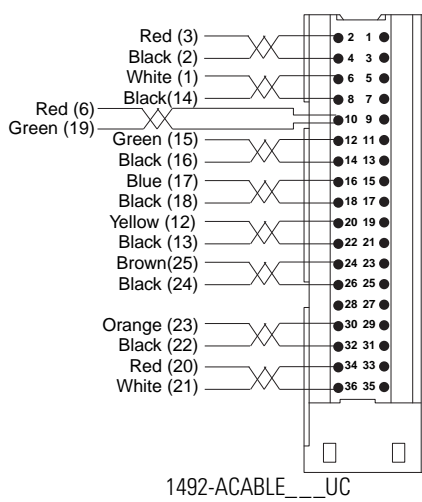 Red (3)
2 1
Black (2)
4 3
White (1)
6 5
Black(14)
8 7
Red (6)
10 9
Green (19)
Green (15)
12 11
Black (16)
14 13
Blue (17)
16 15
Black (18)
18 17
Yellow (12)
20 19
Black (13)
22 21
Brown(25)
24 23
Black (24)
26 25
28 27
Orange (23)
30 29
Black (22)
32 31
Red (20)
34 33
White (21)
36 35
1492-ACABLE___UC